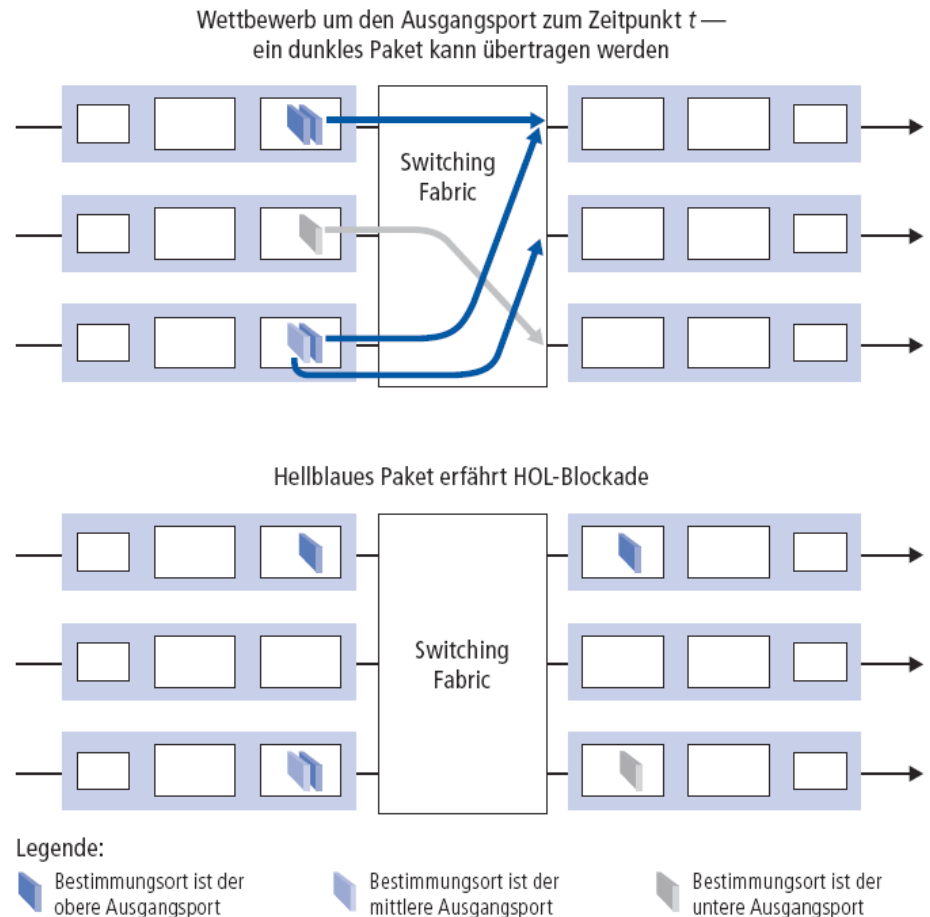 Wettbewerb um den Ausgangsport zum Zeitpunkt t —
ein dunkles Paket kann übertragen werden
Switching
Fabric
Hellblaues Paket erfährt HOL-Blockade
Switching
Fabric
Legende:
Bestimmungsort ist der
obere Ausgangsport
Bestimmungsort ist der
mittlere Ausgangsport
Bestimmungsort ist der
untere Ausgangsport